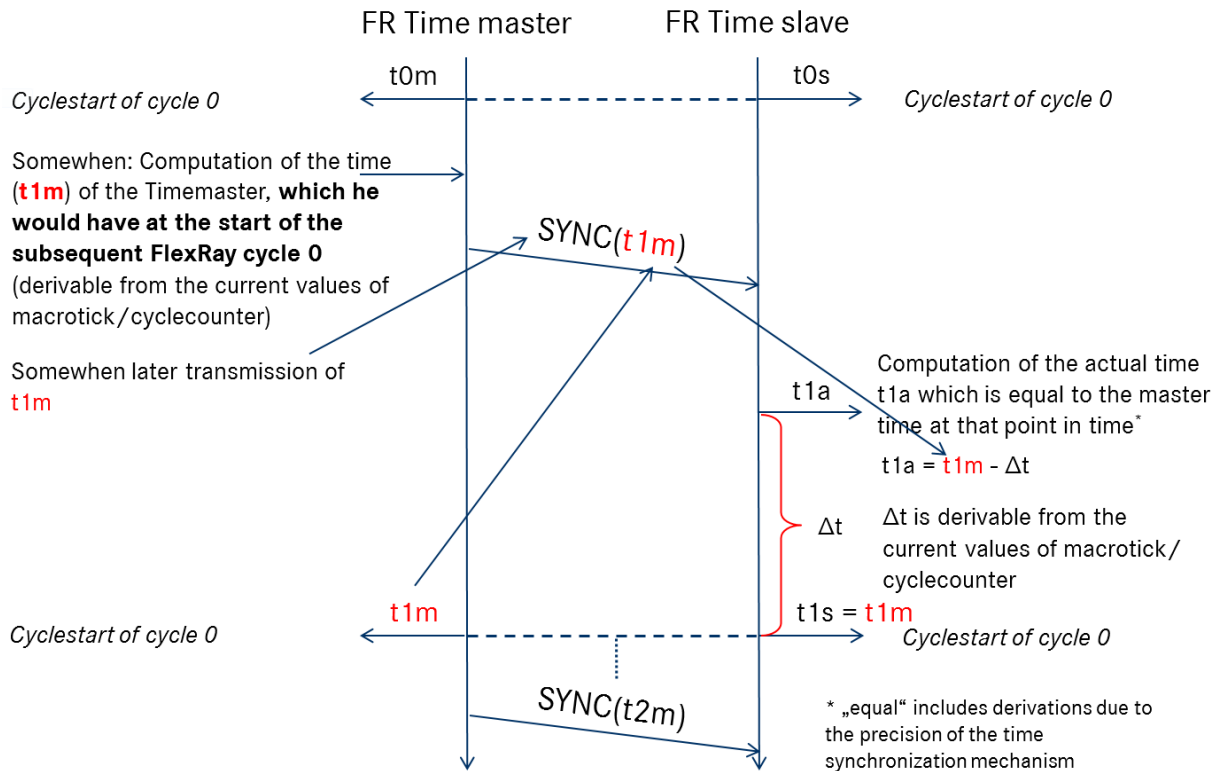 FR Time master
FR Time slave
t0m
t0s
Cyclestart of cycle 0
Cyclestart of cycle 0
Somewhen: Computation of the time
(t1m) of the Timemaster, which he
would have at the start of the
subsequent FlexRay cycle 0
(derivable from the current values of
macrotick/cyclecounter)
SYNC(t1m)
Somewhen later transmission of
t1m
t1a
Computation of the actual time
t1a which is equal to the master
time at that point in time*
t1a = t1m - Δt
Δt
Δt is derivable from the
current values of macrotick/
cyclecounter
t1m
t1s = t1m
Cyclestart of cycle 0
Cyclestart of cycle 0
SYNC(t2m)
* „equal“ includes derivations due to
the precision of the time
synchronization mechanism